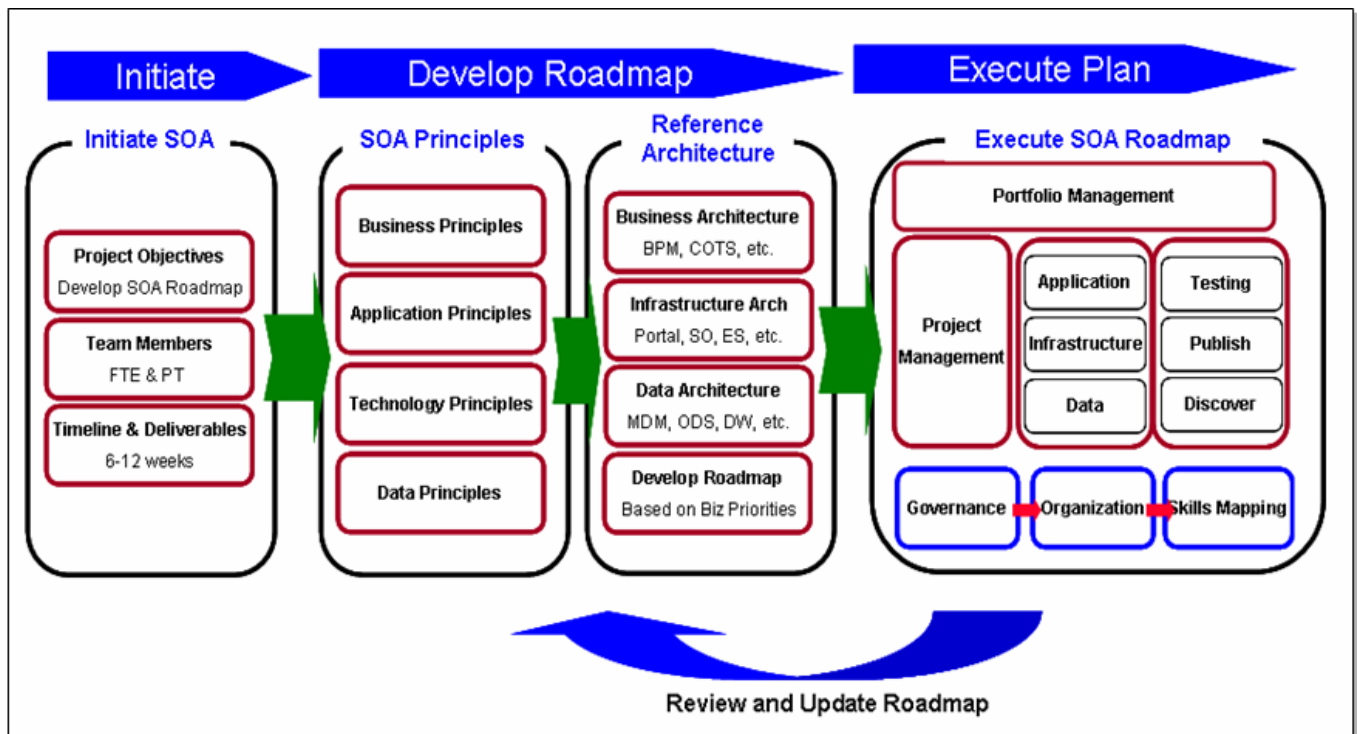 Initiate
Develop Roadmap
Execute Plan
Initiate SOA
Project Objectives
Develop SOA Roadmap
Team Members
FTE & PT
Timeline & Deliverables
6-12 weeks
SOA Principles
Business Principles
Application Principles
Technology Principles
Data Principles
Reference
Architecture
Business Architecture
BPM, COTS, etc.
Infrastructure Arch
Portal, SO, ES, etc.
Data Architecture
MDM, ODS, DW, etc.
Develop Roadmap
Based on Biz Priorities
Execute SOA Roadmap
Portfolio Management
Project
Management
Application
Infrastructure
Data
Testing
Publish
Discover
Governance
Organization
Skills Mapping
Review and Update Roadmap